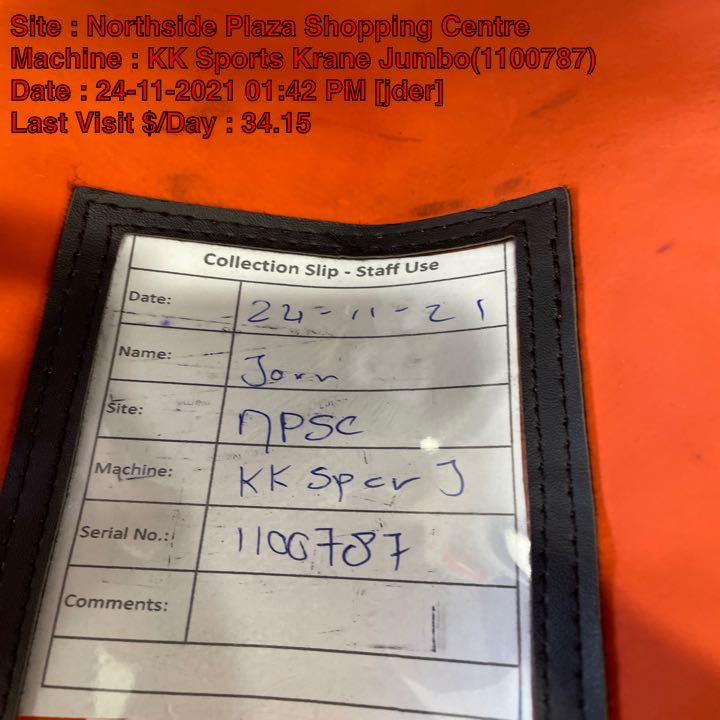 Site : Northside Plaza Shopping Centre
Machine : KK Sports Krane Jumbo(1100787)
Date : 24-11-2021 01:42 PM [jder]
Last Visit $/Day : 34.15
Collection Slip - Staff Use
Date: 24-11-21
Name:
Site: NPSC
Machine: KK Spcr J
Serial No.: 1100787
Comments: